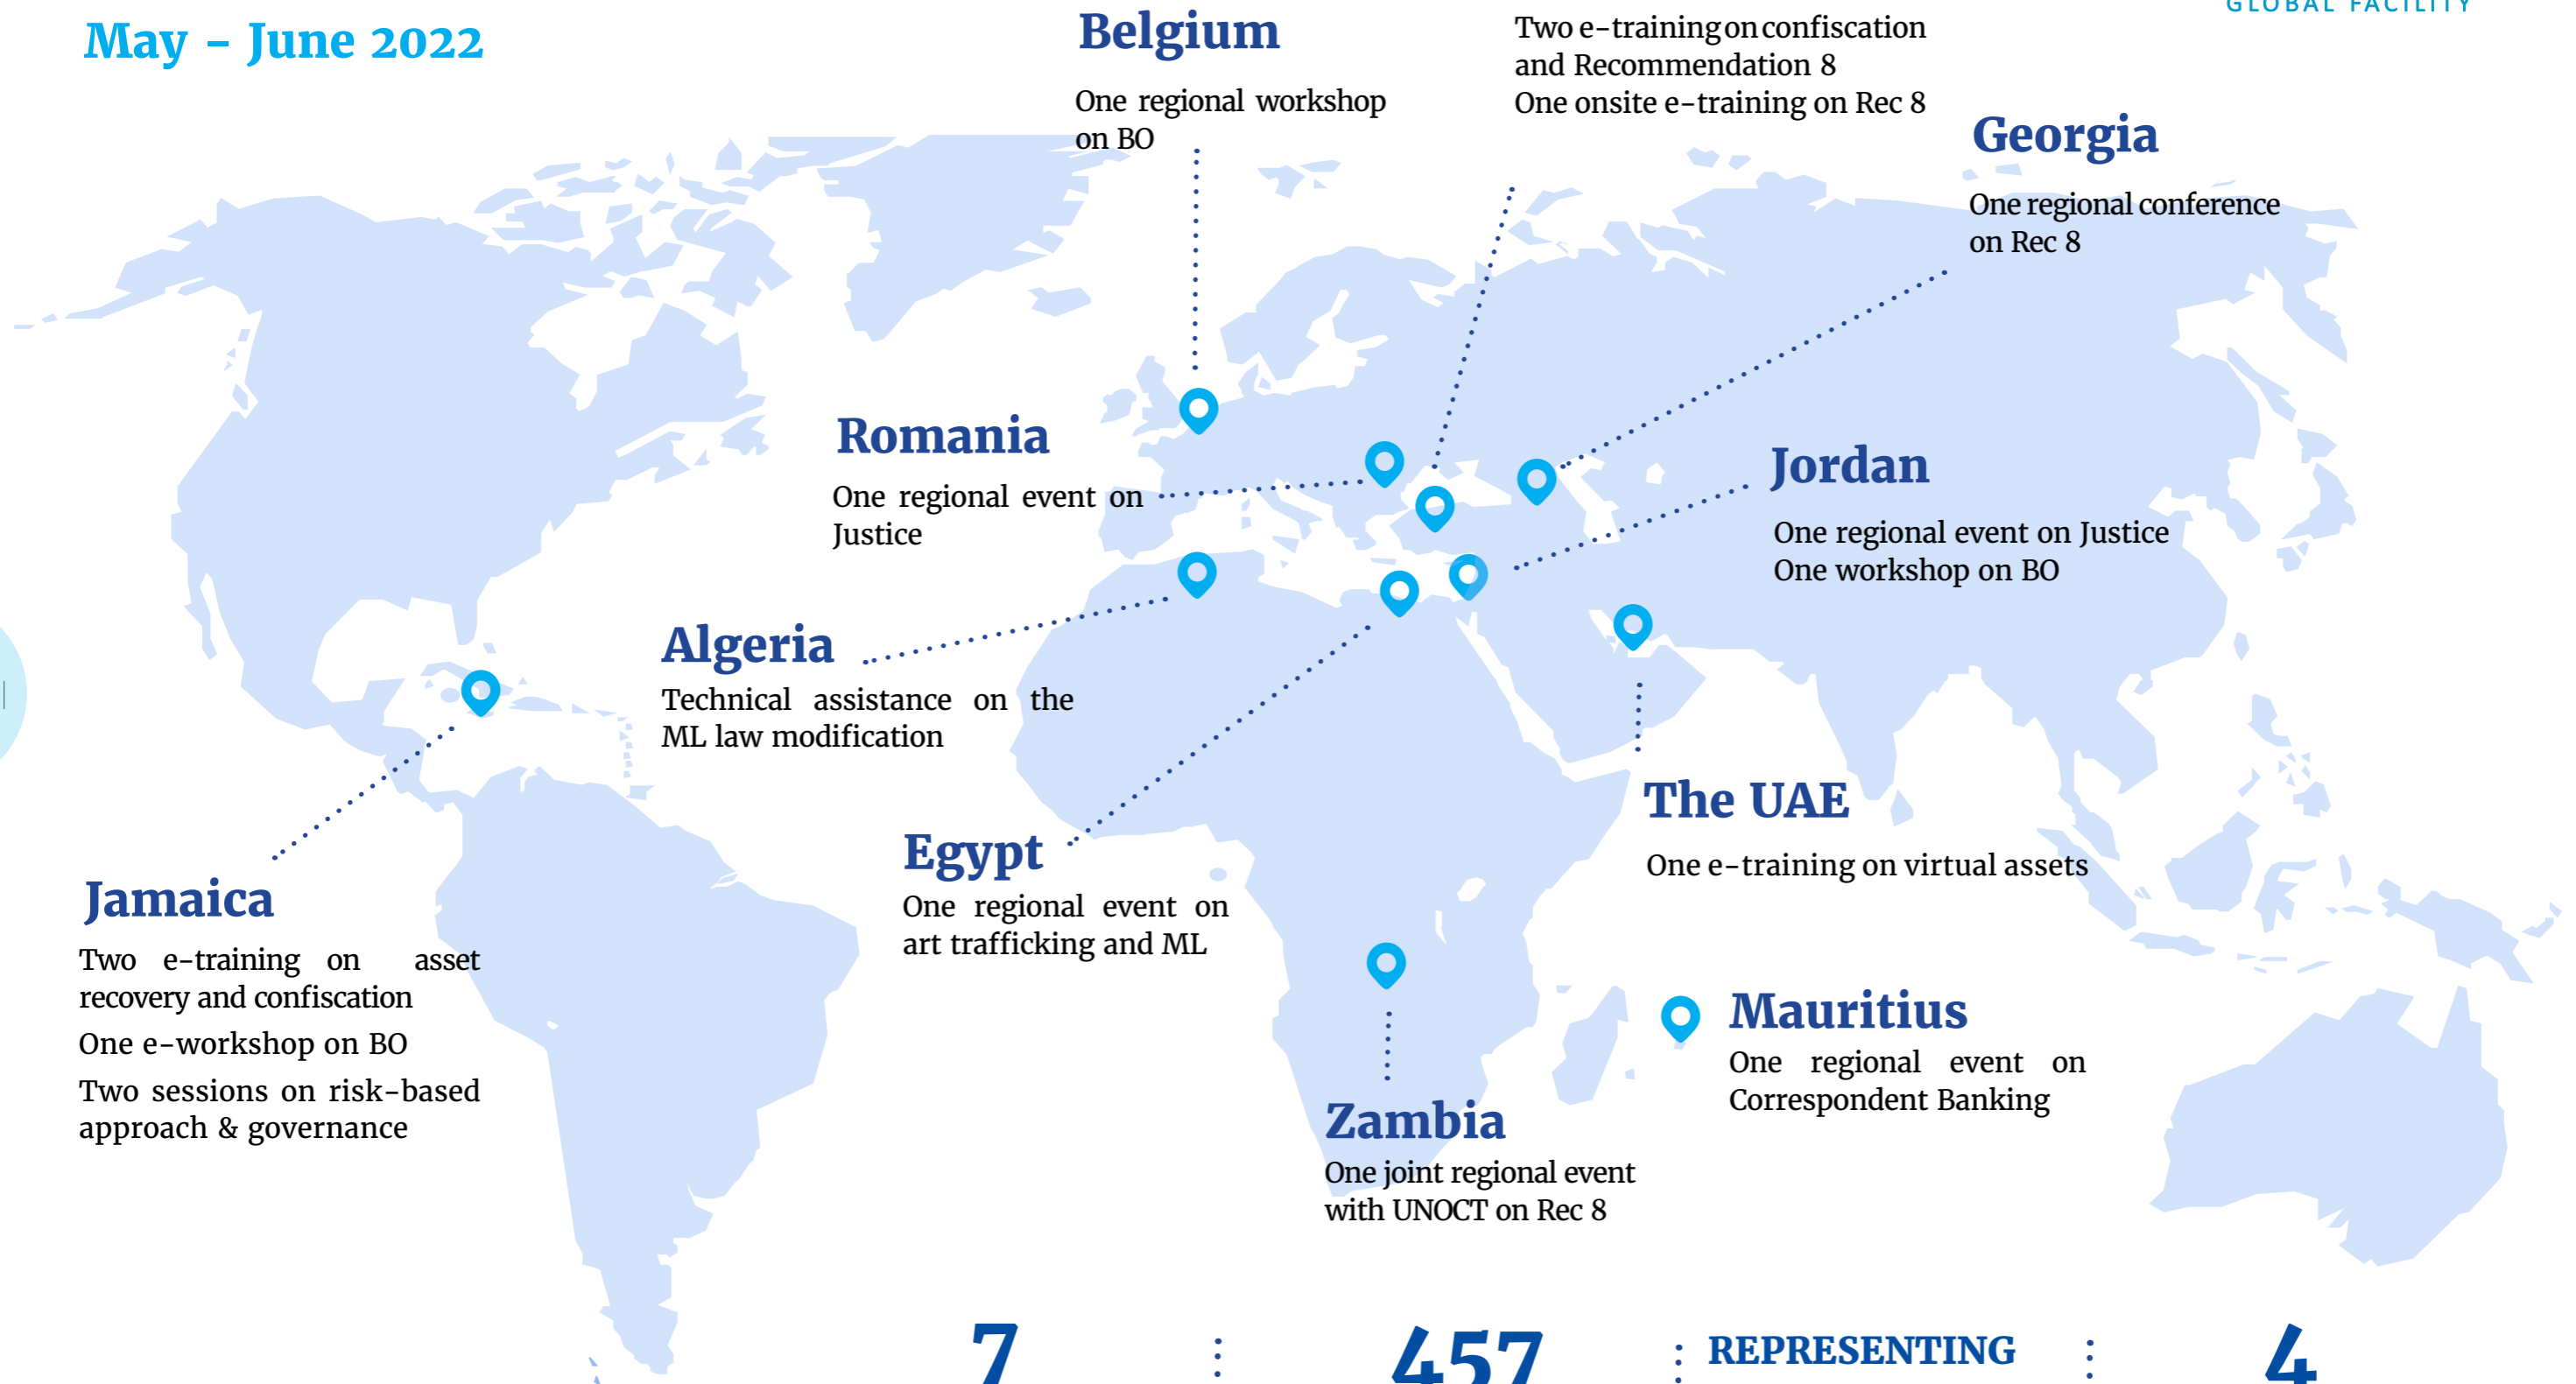 GLOBAL FACILITY
May – June 2022
Belgium
One regional workshop
on BO
Two e-training on confiscation
and Recommendation 8
One onsite e-training on Rec 8
Georgia
One regional conference
on Rec 8
Romania
One regional event on
Justice
Jordan
One regional event on Justice
One workshop on BO
Algeria
Technical assistance on the
ML law modification
The UAE
One e-training on virtual assets
Egypt
One regional event on
art trafficking and ML
Jamaica
Two e-training on asset
recovery and confiscation
One e-workshop on BO
Two sessions on risk-based
approach & governance
Mauritius
One regional event on
Correspondent Banking
Zambia
One joint regional event
with UNOCT on Rec 8
7
457
REPRESENTING
4